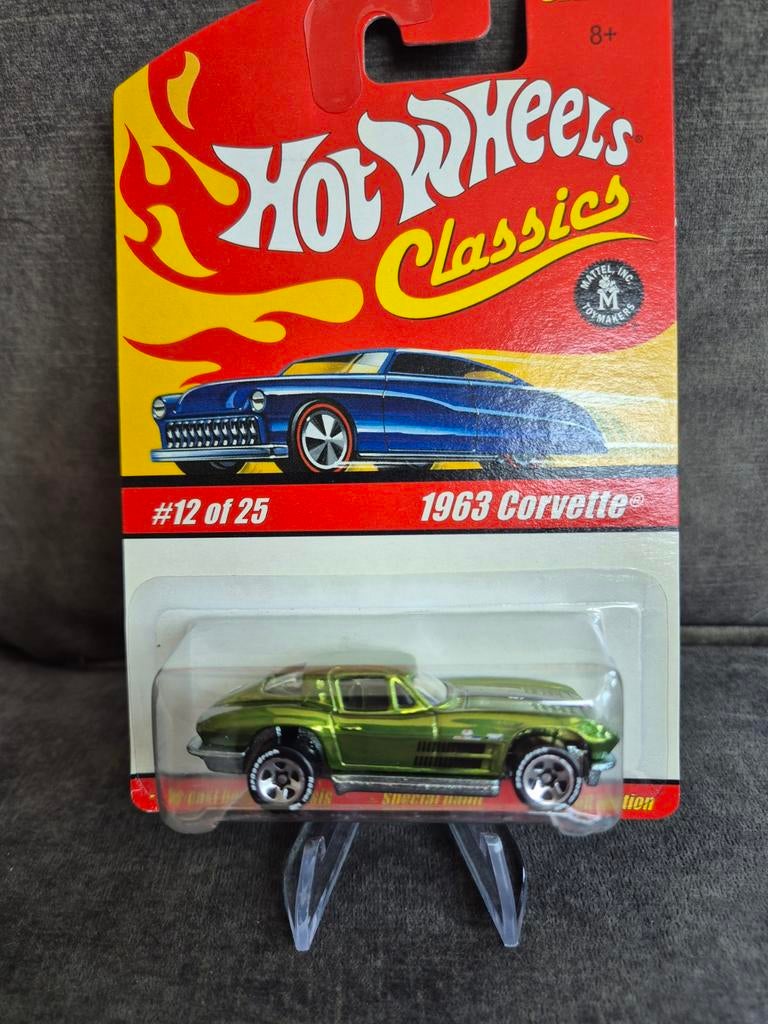 8+
Hot Wheels®
Classics
MATTEL, INC.
M
TOYMAKERS
#12 of 25
1963 Corvette®
Special Paint